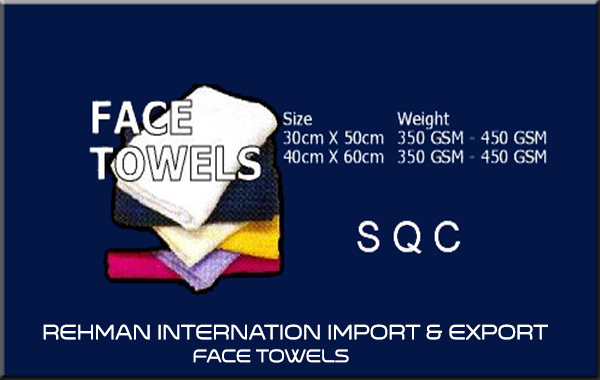 FACE
TOWELS
Size Weight
30cm X 50cm 350 GSM - 450 GSM
40cm X 60cm 350 GSM - 450 GSM
S Q C
REHMAN INTERNATION IMPORT & EXPORT
FACE TOWELS